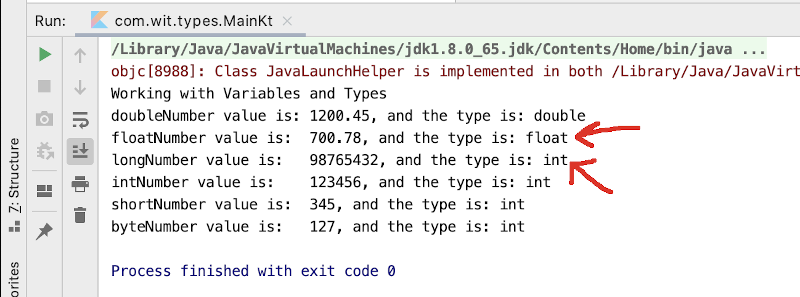 Run: com.wit.types.MainKt
/Library/Java/JavaVirtualMachines/jdk1.8.0_65.jdk/Contents/Home/bin/java ...
objc[8988]: Class JavaLaunchHelper is implemented in both /Library/Java/JavaVirt
Working with Variables and Types
doubleNumber value is: 1200.45, and the type is: double
floatNumber value is:  700.78, and the type is: float
longNumber value is:   98765432, and the type is: int
intNumber value is:    123456, and the type is: int
shortNumber value is:  345, and the type is: int
byteNumber value is:   127, and the type is: int
Process finished with exit code 0
7: Structure
orites